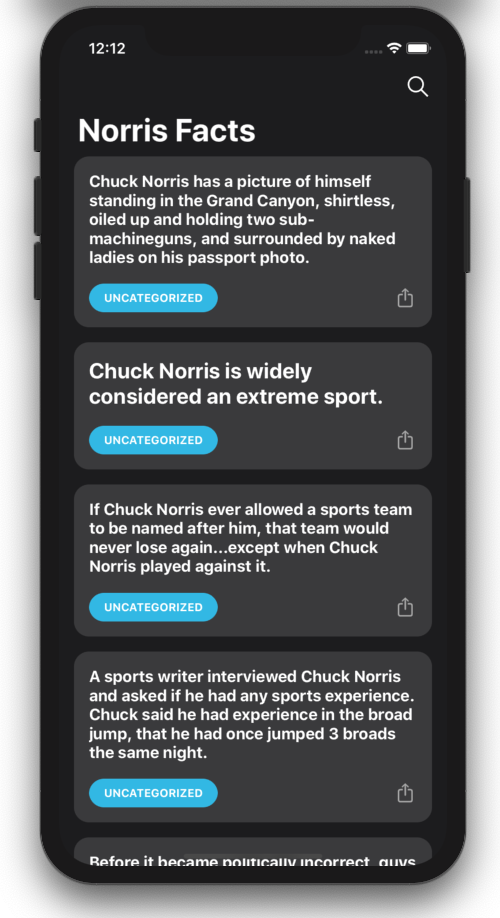 12:12
Norris Facts
Chuck Norris has a picture of himself
standing in the Grand Canyon, shirtless,
oiled up and holding two sub-
machineguns, and surrounded by naked
ladies on his passport photo.
UNCATEGORIZED
Chuck Norris is widely
considered an extreme sport.
UNCATEGORIZED
If Chuck Norris ever allowed a sports team
to be named after him, that team would
never lose again...except when Chuck
Norris played against it.
UNCATEGORIZED
A sports writer interviewed Chuck Norris
and asked if he had any sports experience.
Chuck said he had experience in the broad
jump, that he had once jumped 3 broads
the same night.
UNCATEGORIZED
Before it became politically incorrect, guys